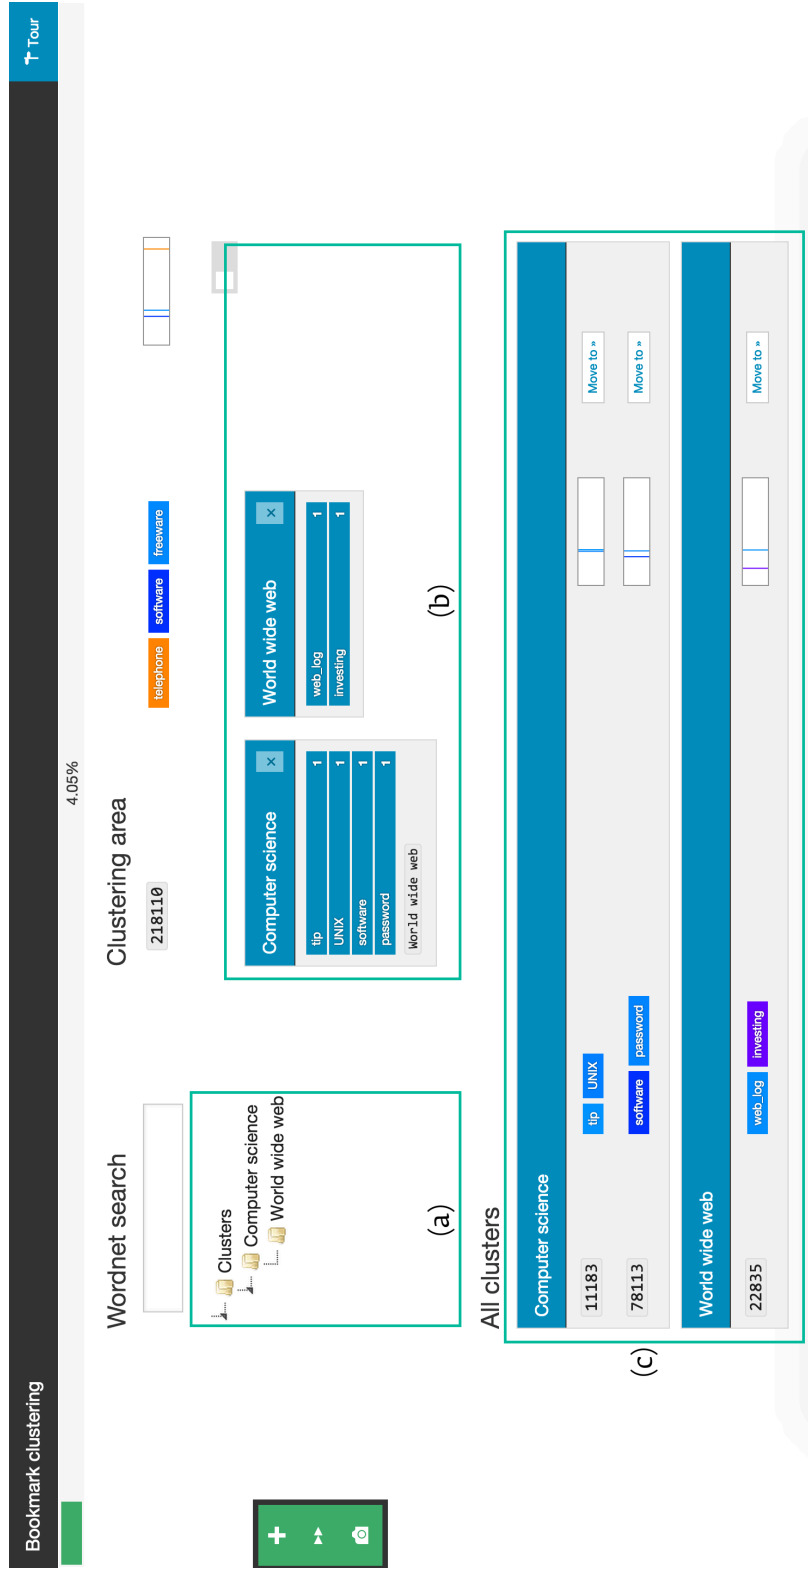 Bookmark clustering
Tour
4.05%
Wordnet search
Clusters
Computer science
World wide web
(a)
Clustering area
218110
telephone software freeware
Computer science ×
tip 1
UNIX 1
software 1
password 1
World wide web
World wide web ×
web_log 1
investing 1
(b)
All clusters
Computer science
11183 tip UNIX Move to »
78113 software password Move to »
World wide web
22835 web_log investing Move to »
(c)